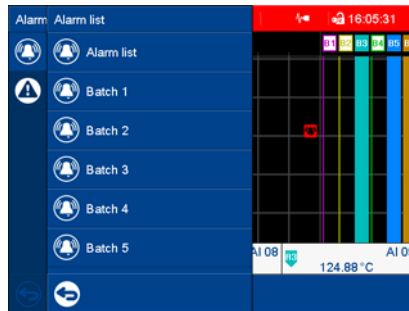 Alarm
Alarm list
16:05:31
B1 B2 B3 B4 B5 B
Alarm list
Batch 1
Batch 2
Batch 3
Batch 4
Batch 5
AI 08
B3
AI 0
124.88 °C